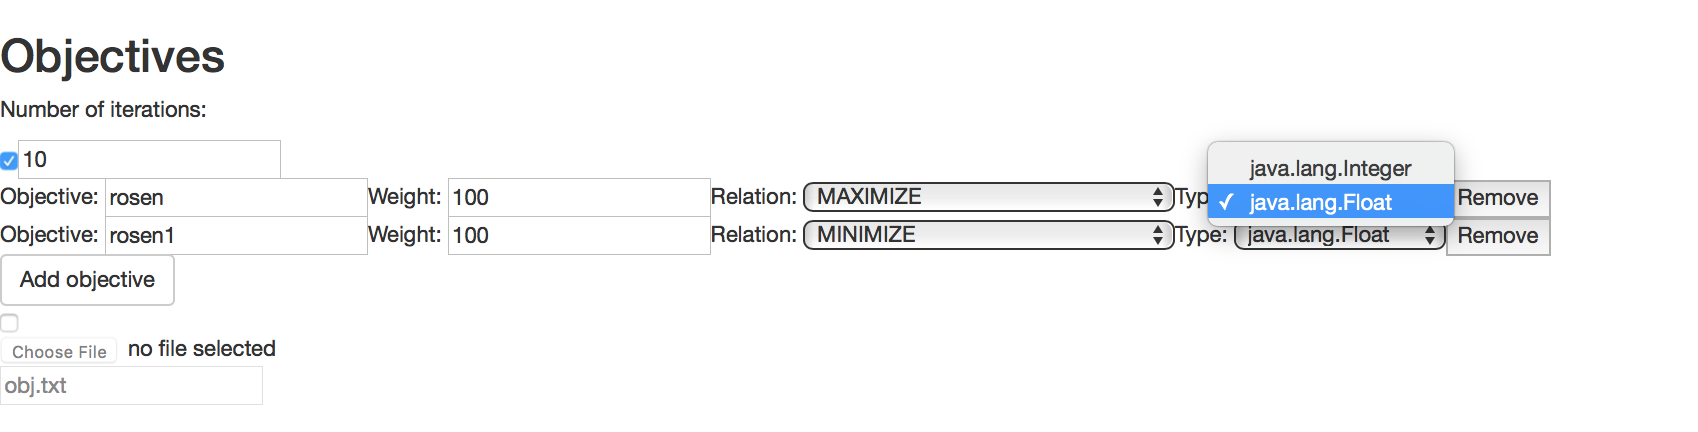 Objectives
Number of iterations:
10
java.lang.Integer
Objective: rosen Weight: 100 Relation: MAXIMIZE Typ ✓ java.lang.Float Remove
Objective: rosen1 Weight: 100 Relation: MINIMIZE Type: java.lang.Float Remove
Add objective
Choose File no file selected
obj.txt